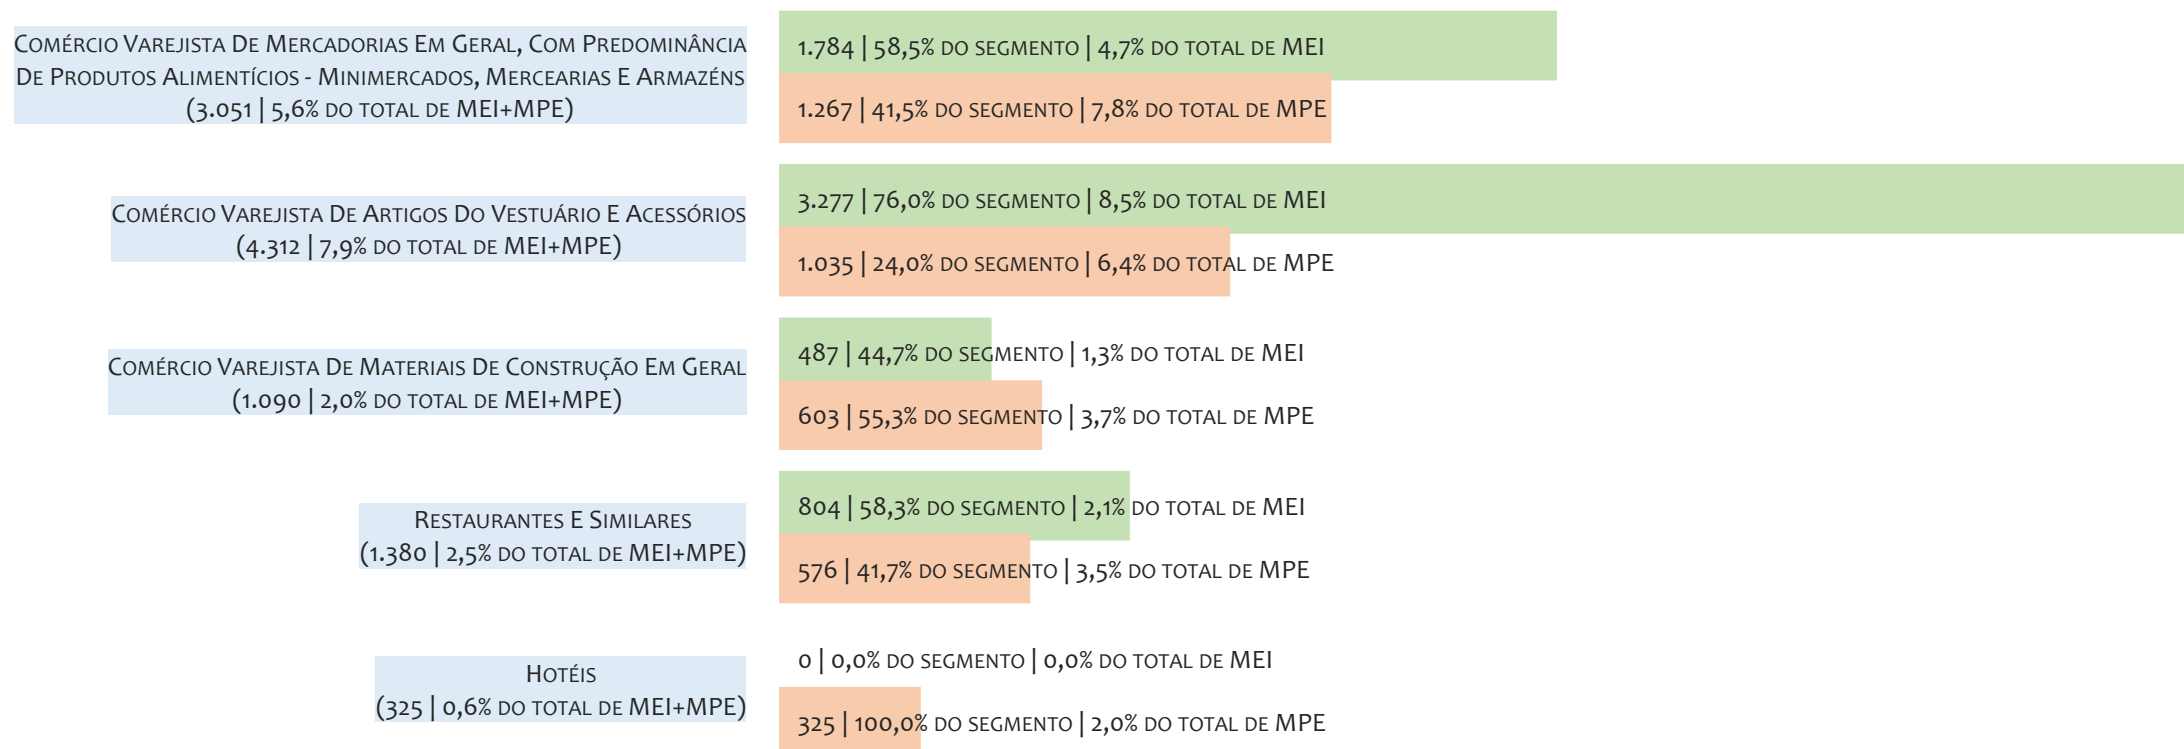 Comércio Varejista De Mercadorias Em Geral, Com Predominância
De Produtos Alimentícios - Minimercados, Mercearias E Armazéns
(3.051 | 5,6% do total de MEI+MPE)
1.784 | 58,5% do segmento | 4,7% do total de MEI
1.267 | 41,5% do segmento | 7,8% do total de MPE
Comércio Varejista De Artigos Do Vestuário E Acessórios
(4.312 | 7,9% do total de MEI+MPE)
3.277 | 76,0% do segmento | 8,5% do total de MEI
1.035 | 24,0% do segmento | 6,4% do total de MPE
Comércio Varejista De Materiais De Construção Em Geral
(1.090 | 2,0% do total de MEI+MPE)
487 | 44,7% do segmento | 1,3% do total de MEI
603 | 55,3% do segmento | 3,7% do total de MPE
Restaurantes E Similares
(1.380 | 2,5% do total de MEI+MPE)
804 | 58,3% do segmento | 2,1% do total de MEI
576 | 41,7% do segmento | 3,5% do total de MPE
Hotéis
(325 | 0,6% do total de MEI+MPE)
0 | 0,0% do segmento | 0,0% do total de MEI
325 | 100,0% do segmento | 2,0% do total de MPE